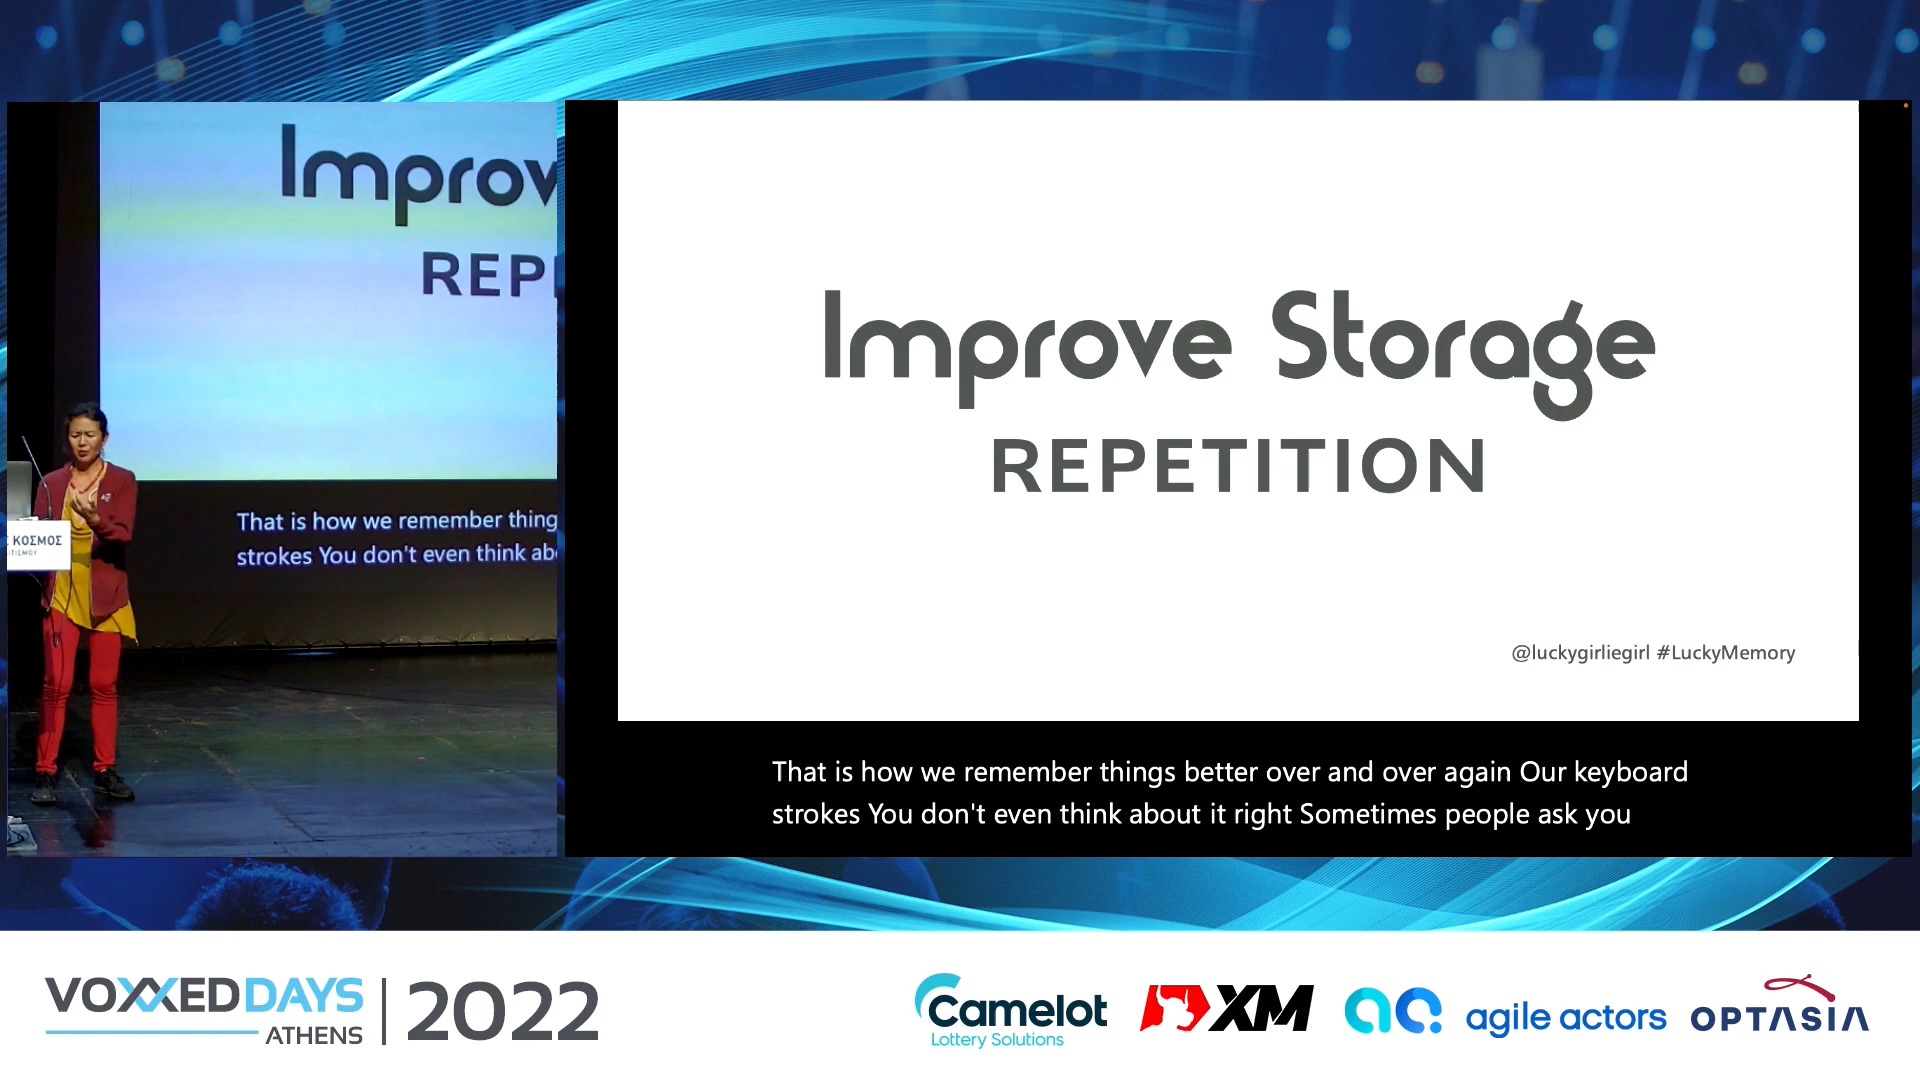 Improv
REPI
That is how we remember thing
strokes You don't even think ab
ΚΟΣΜΟΣ
Improve Storage
REPETITION
@luckygirliegirl #LuckyMemory
That is how we remember things better over and over again Our keyboard
strokes You don't even think about it right Sometimes people ask you
VOXXEDDAYS
ATHENS
2022
Camelot
Lottery Solutions
XM
agile actors
OPTASIA